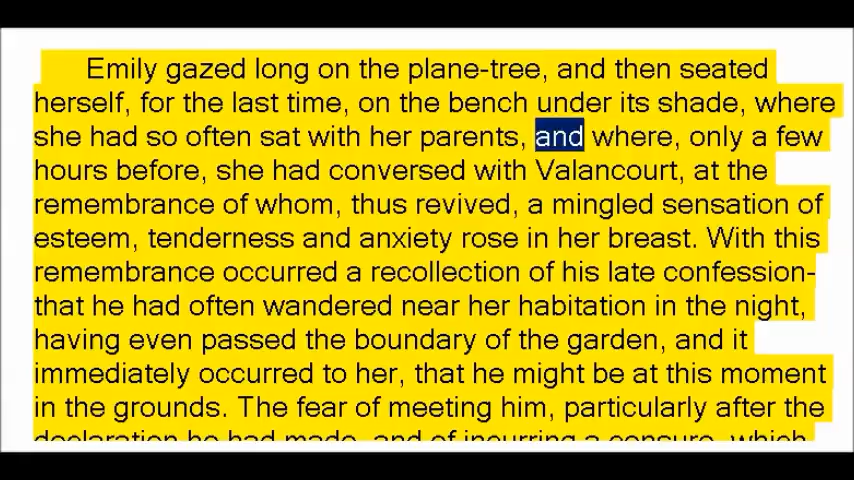 Emily gazed long on the plane-tree, and then seated
herself, for the last time, on the bench under its shade, where
she had so often sat with her parents, and where, only a few
hours before, she had conversed with Valancourt, at the
remembrance of whom, thus revived, a mingled sensation of
esteem, tenderness and anxiety rose in her breast. With this
remembrance occurred a recollection of his late confession-
that he had often wandered near her habitation in the night,
having even passed the boundary of the garden, and it
immediately occurred to her, that he might be at this moment
in the grounds. The fear of meeting him, particularly after the
declaration he had made, and of incurring a censure, which